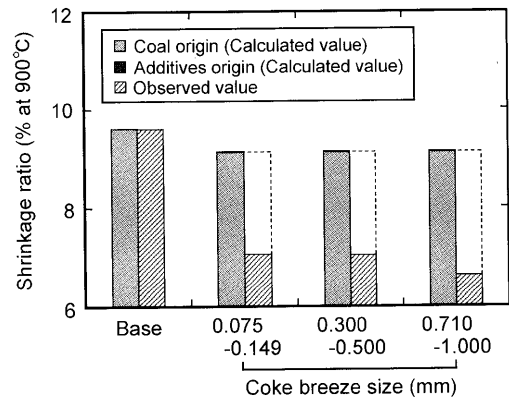 12
10
8
6
Shrinkage ratio (% at 900℃)
Coal origin (Calculated value)
Additives origin (Calculated value)
Observed value
Base
0.075 -0.149
0.300 -0.500
0.710 -1.000
Coke breeze size (mm)